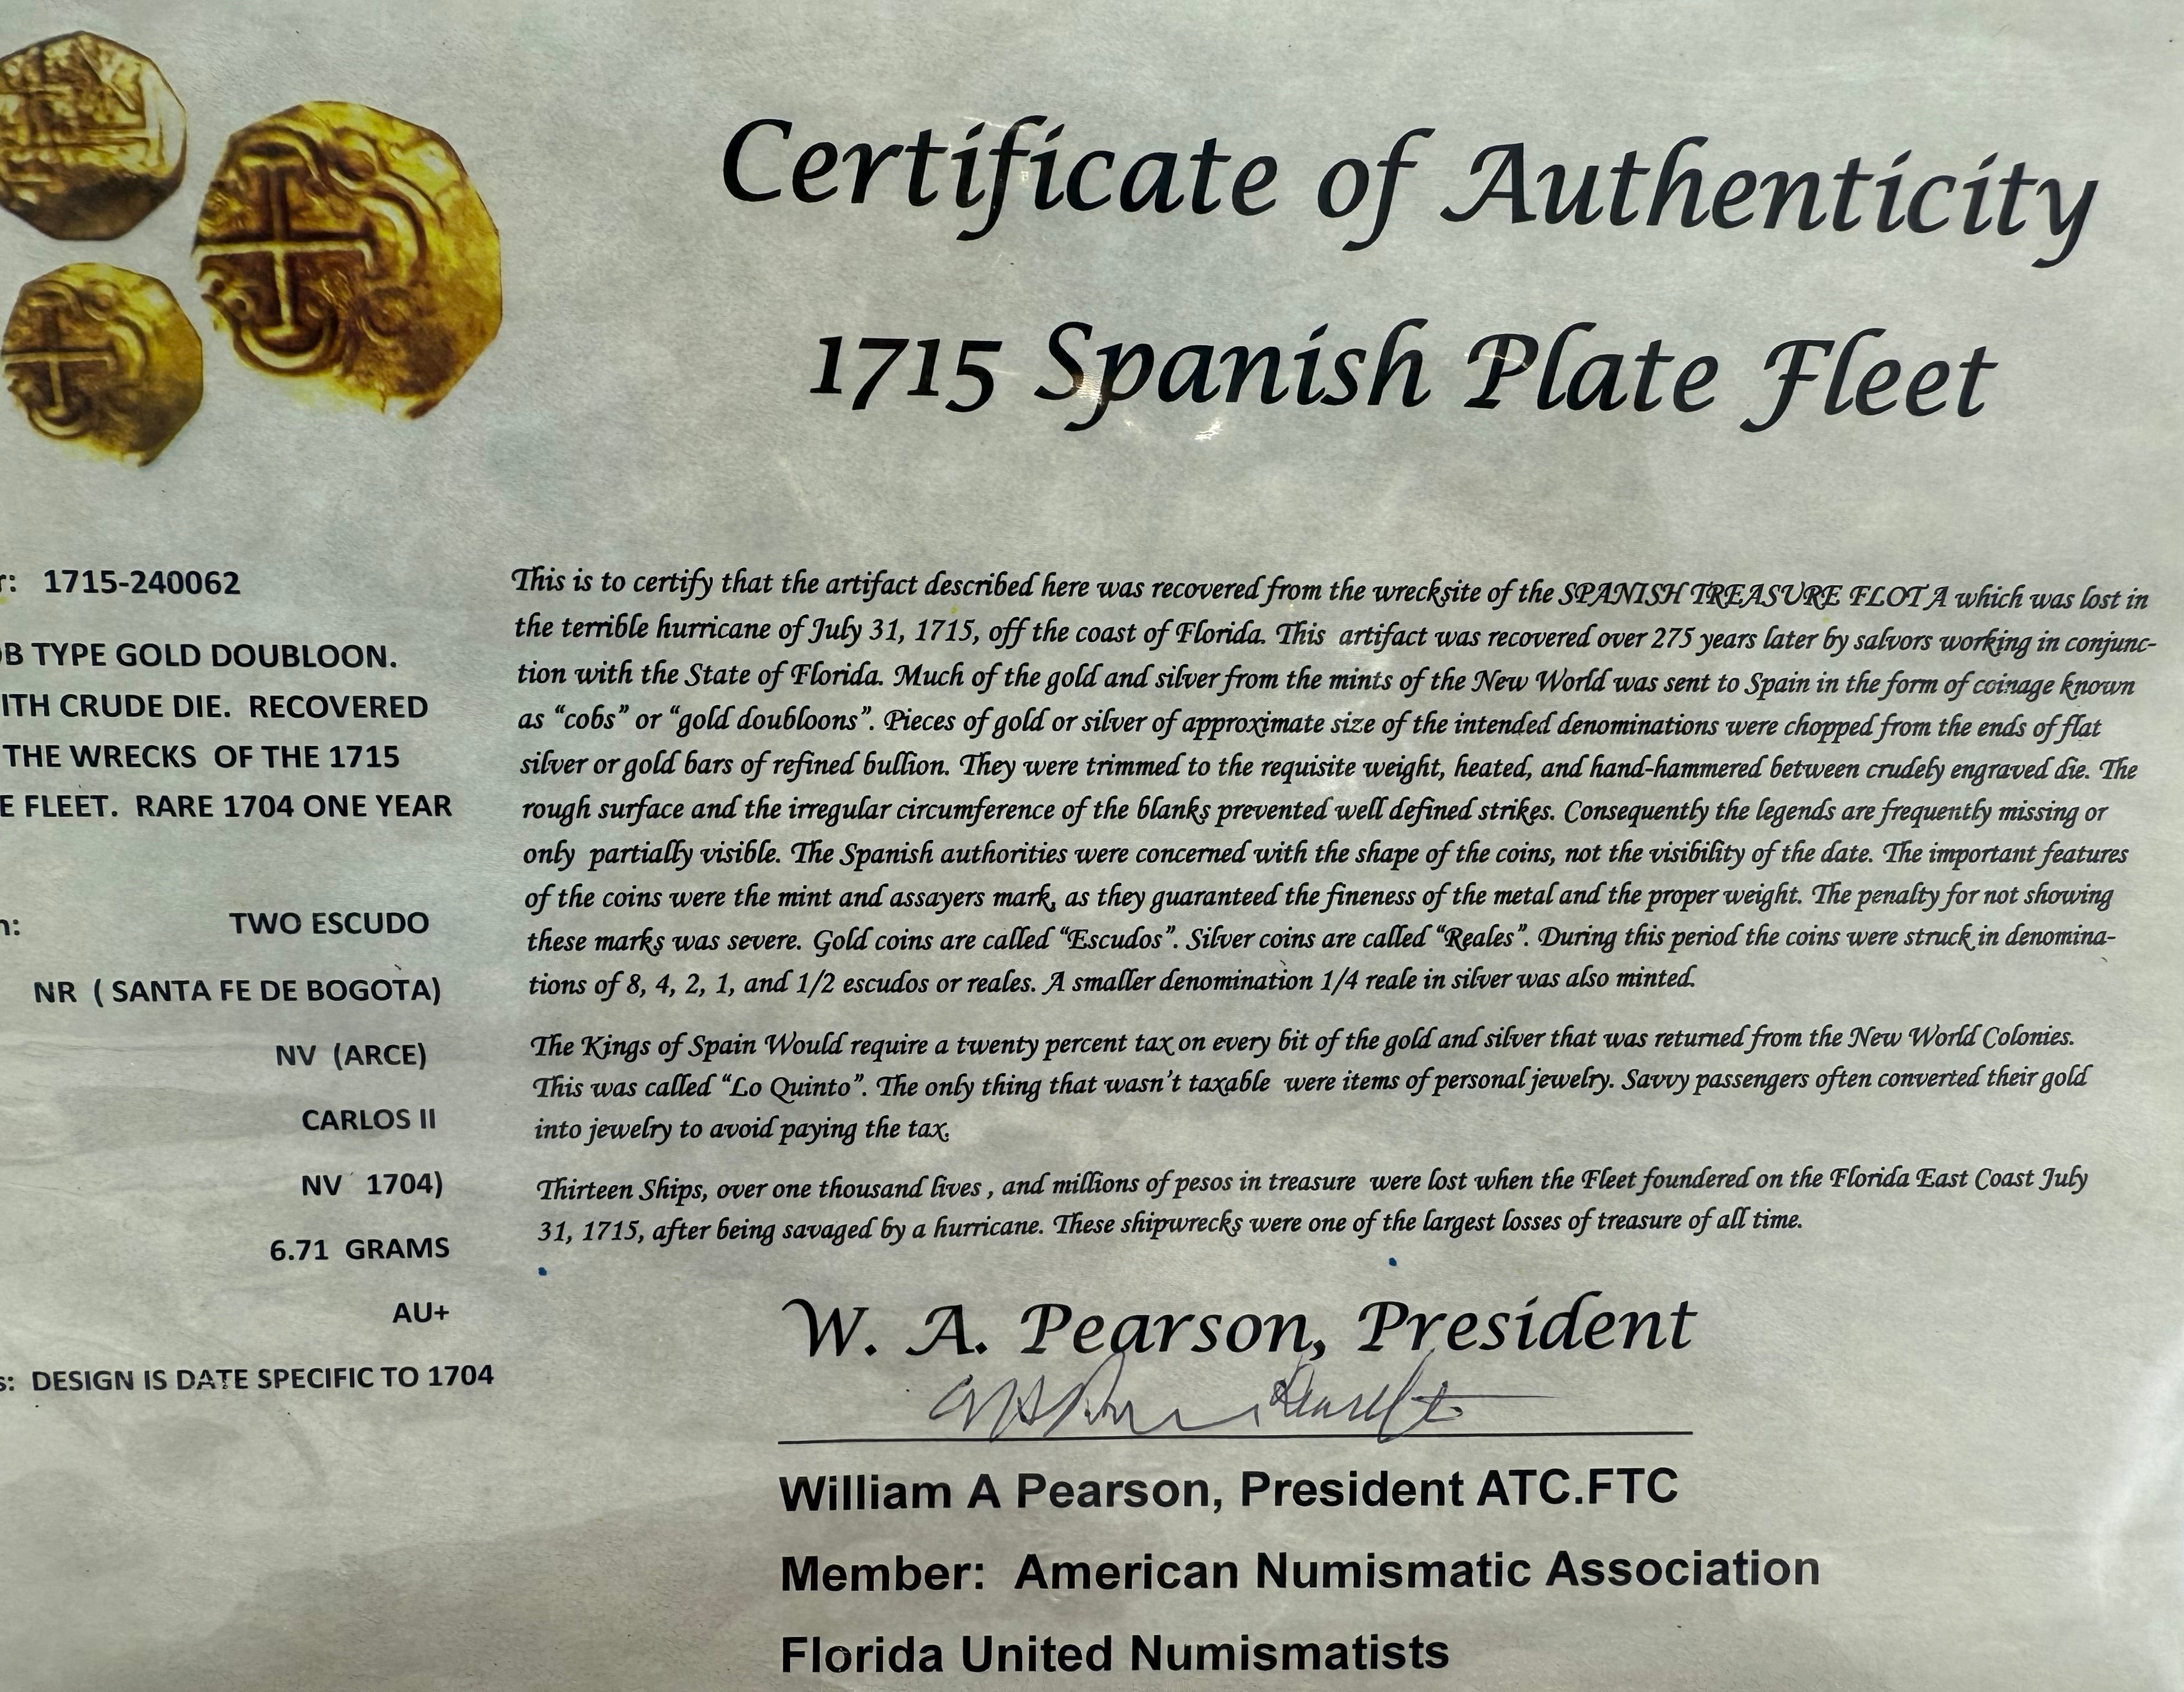 Certificate of Authenticity
1715 Spanish Plate Fleet
r: 1715-240062
OB TYPE GOLD DOUBLOON.
ITH CRUDE DIE. RECOVERED
THE WRECKS OF THE 1715
E FLEET. RARE 1704 ONE YEAR
n: TWO ESCUDO
NR ( SANTA FE DE BOGOTA)
NV (ARCE)
CARLOS II
NV 1704)
6.71 GRAMS
AU+
s: DESIGN IS DATE SPECIFIC TO 1704
This is to certify that the artifact described here was recovered from the wrecksite of the SPANISH TREASURE FLOTA which was lost in
the terrible hurricane of July 31, 1715, off the coast of Florida. This artifact was recovered over 275 years later by salvors working in conjunc-
tion with the State of Florida. Much of the gold and silver from the mints of the New World was sent to Spain in the form of coinage known
as “cobs” or “gold doubloons”. Pieces of gold or silver of approximate size of the intended denominations were chopped from the ends of flat
silver or gold bars of refined bullion. They were trimmed to the requisite weight, heated, and hand-hammered between crudely engraved die. The
rough surface and the irregular circumference of the blanks prevented well defined strikes. Consequently the legends are frequently missing or
only partially visible. The Spanish authorities were concerned with the shape of the coins, not the visibility of the date. The important features
of the coins were the mint and assayers mark, as they guaranteed the fineness of the metal and the proper weight. The penalty for not showing
these marks was severe. Gold coins are called “Escudos”. Silver coins are called “Reales”. During this period the coins were struck in denomina-
tions of 8, 4, 2, 1, and 1/2 escudos or reales. A smaller denomination 1/4 reale in silver was also minted.
The Kings of Spain Would require a twenty percent tax on every bit of the gold and silver that was returned from the New World Colonies.
This was called “Lo Quinto”. The only thing that wasn’t taxable were items of personal jewelry. Savvy passengers often converted their gold
into jewelry to avoid paying the tax.
Thirteen Ships, over one thousand lives , and millions of pesos in treasure were lost when the Fleet foundered on the Florida East Coast July
31, 1715, after being savaged by a hurricane. These shipwrecks were one of the largest losses of treasure of all time.
W. A. Pearson, President
William A Pearson, President ATC.FTC
Member: American Numismatic Association
Florida United Numismatists